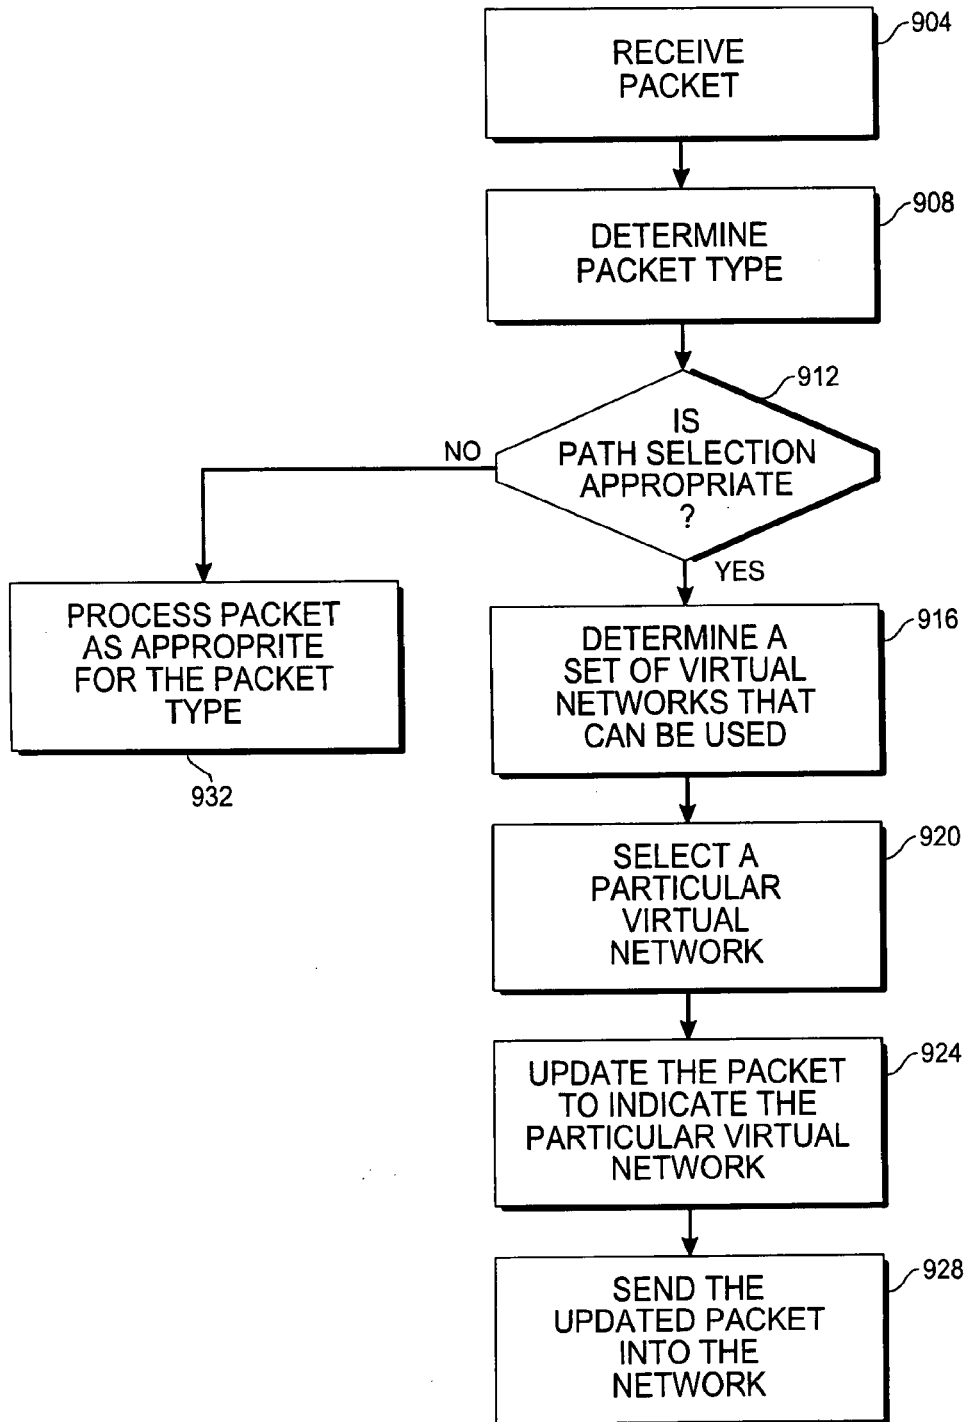 904
RECEIVE
PACKET
908
DETERMINE
PACKET TYPE
912
IS
PATH SELECTION
APPROPRIATE
?
NO
YES
PROCESS PACKET
AS APPROPRITE
FOR THE PACKET
TYPE
932
916
DETERMINE A
SET OF VIRTUAL
NETWORKS THAT
CAN BE USED
920
SELECT A
PARTICULAR
VIRTUAL
NETWORK
924
UPDATE THE PACKET
TO INDICATE THE
PARTICULAR VIRTUAL
NETWORK
928
SEND THE
UPDATED PACKET
INTO THE
NETWORK